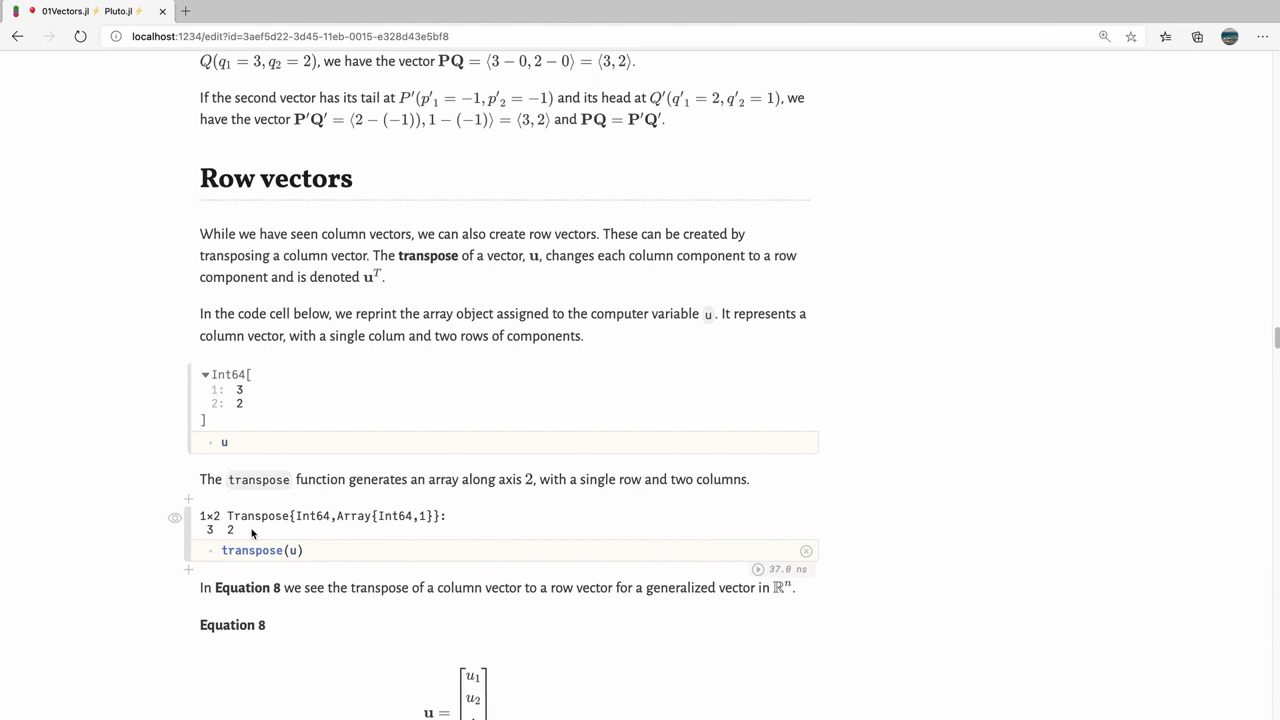 01Vectors.jl ⚡ Pluto.jl ⚡
localhost:1234/edit?id=3aef5d22-3d45-11eb-0015-e328d43e5bf8
Q(q₁ = 3, q₂ = 2), we have the vector PQ = ⟨3 − 0, 2 − 0⟩ = ⟨3, 2⟩.
If the second vector has its tail at P′(p′₁ = −1, p′₂ = −1) and its head at Q′(q′₁ = 2, q′₂ = 1), we
have the vector P′Q′ = ⟨2 − (−1)), 1 − (−1)⟩ = ⟨3, 2⟩ and PQ = P′Q′.
Row vectors
While we have seen column vectors, we can also create row vectors. These can be created by
transposing a column vector. The transpose of a vector, u, changes each column component to a row
component and is denoted uᵀ.
In the code cell below, we reprint the array object assigned to the computer variable u. It represents a
column vector, with a single colum and two rows of components.
Int64[
1: 3
2: 2
]
u
The transpose function generates an array along axis 2, with a single row and two columns.
1×2 Transpose{Int64,Array{Int64,1}}:
3 2
transpose(u)
37.0 ns
In Equation 8 we see the transpose of a column vector to a row vector for a generalized vector in ℝⁿ.
Equation 8
u₁
u₂
u =